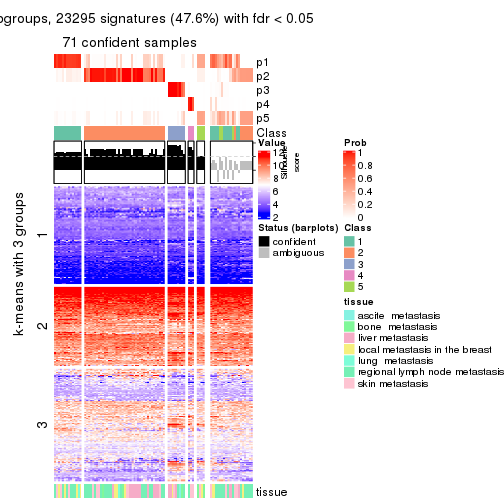 ogroups, 23295 signatures (47.6%) with fdr < 0.05
71 confident samples
p1
p2
p3
p4
p5
Class
Silhouette
score
k-means with 3 groups
1
2
3
tissue
Value
12
10
8
6
4
2
Status (barplots)
confident
ambiguous
Prob
1
0.8
0.6
0.4
0.2
0
Class
1
2
3
4
5
tissue
ascile metastasis
bone metastasis
liver metastasis
local metastasis in the breast
lung metastasis
regional lymph node metastasis
skin metastasis